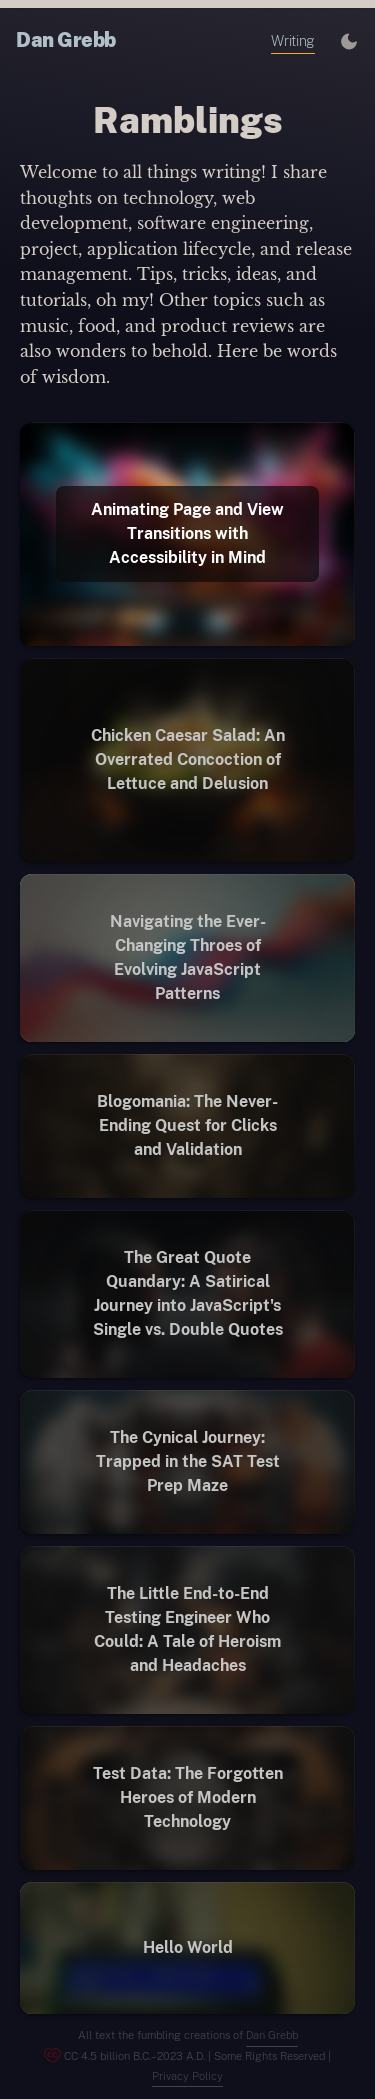 Dan Grebb
Writing
Ramblings
Welcome to all things writing! I share
thoughts on technology, web
development, software engineering,
project, application lifecycle, and release
management. Tips, tricks, ideas, and
tutorials, oh my! Other topics such as
music, food, and product reviews are
also wonders to behold. Here be words
of wisdom.
Animating Page and View
Transitions with
Accessibility in Mind
Chicken Caesar Salad: An
Overrated Concoction of
Lettuce and Delusion
Navigating the Ever-
Changing Throes of
Evolving JavaScript
Patterns
Blogomania: The Never-
Ending Quest for Clicks
and Validation
The Great Quote
Quandary: A Satirical
Journey into JavaScript's
Single vs. Double Quotes
The Cynical Journey:
Trapped in the SAT Test
Prep Maze
The Little End-to-End
Testing Engineer Who
Could: A Tale of Heroism
and Headaches
Test Data: The Forgotten
Heroes of Modern
Technology
Hello World
All text the fumbling creations of Dan Grebb
CC 4.5 billion B.C.–2023 A.D. | Some Rights Reserved |
Privacy Policy